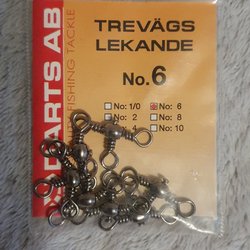 DARTS AB
FISHING TACKLE
TREVÄGS
LEKANDE
No.6
No: 1/0
No: 6
No: 2
No: 8
4
No: 10